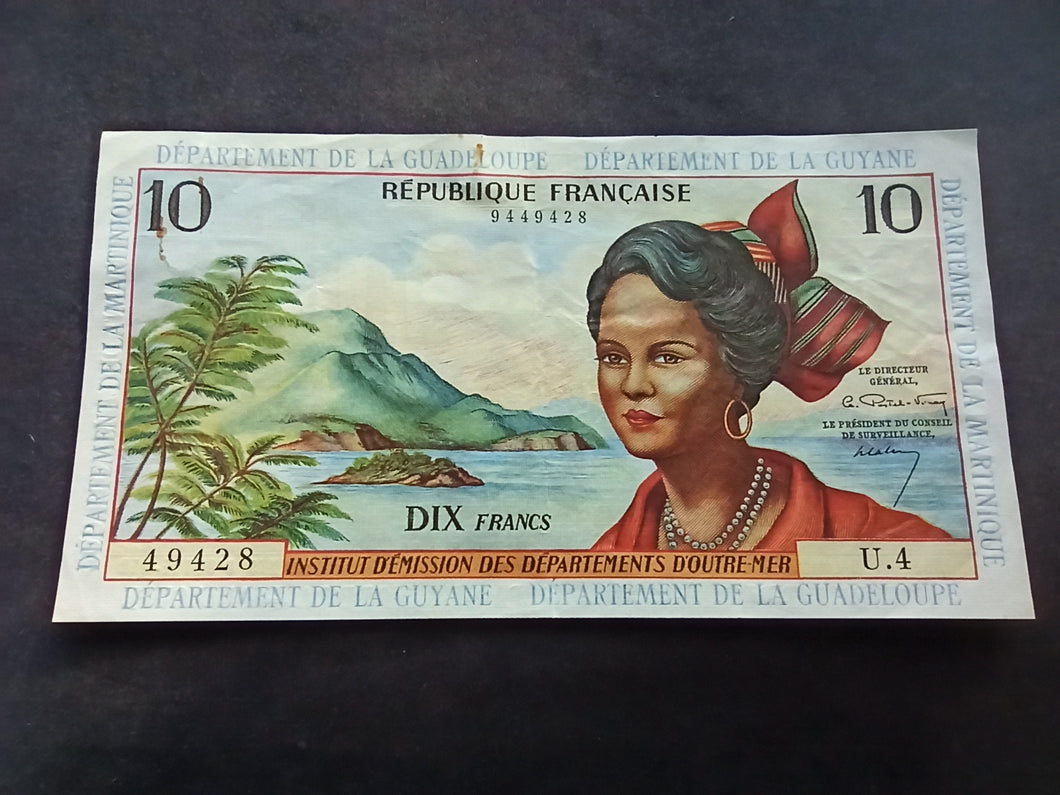 DÉPARTEMENT DE LA GUADELOUPE DÉPARTEMENT DE LA GUYANE
DÉPARTEMENT DE LA MARTINIQUE
DÉPARTEMENT DE LA MARTINIQUE
10
RÉPUBLIQUE FRANÇAISE
10
9449428
LE DIRECTEUR
GÉNÉRAL,
LE PRÉSIDENT DU CONSEIL
DE SURVEILLANCE,
DIX FRANCS
49428
INSTITUT D'ÉMISSION DES DÉPARTEMENTS D'OUTRE-MER
U.4
DÉPARTEMENT DE LA GUYANE DÉPARTEMENT DE LA GUADELOUPE